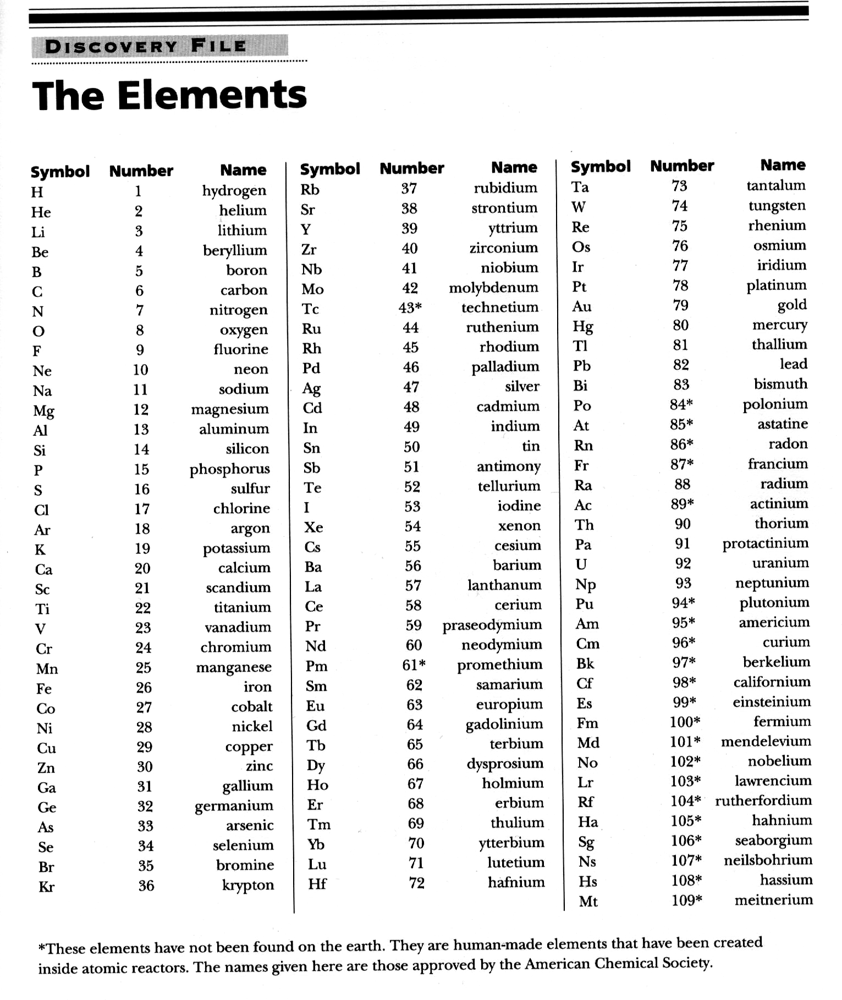 DISCOVERY FILE
The Elements
Symbol Number Name
H 1 hydrogen
He 2 helium
Li 3 lithium
Be 4 beryllium
B 5 boron
C 6 carbon
N 7 nitrogen
O 8 oxygen
F 9 fluorine
Ne 10 neon
Na 11 sodium
Mg 12 magnesium
Al 13 aluminum
Si 14 silicon
P 15 phosphorus
S 16 sulfur
Cl 17 chlorine
Ar 18 argon
K 19 potassium
Ca 20 calcium
Sc 21 scandium
Ti 22 titanium
V 23 vanadium
Cr 24 chromium
Mn 25 manganese
Fe 26 iron
Co 27 cobalt
Ni 28 nickel
Cu 29 copper
Zn 30 zinc
Ga 31 gallium
Ge 32 germanium
As 33 arsenic
Se 34 selenium
Br 35 bromine
Kr 36 krypton
Symbol Number Name
Rb 37 rubidium
Sr 38 strontium
Y 39 yttrium
Zr 40 zirconium
Nb 41 niobium
Mo 42 molybdenum
Tc 43* technetium
Ru 44 ruthenium
Rh 45 rhodium
Pd 46 palladium
Ag 47 silver
Cd 48 cadmium
In 49 indium
Sn 50 tin
Sb 51 antimony
Te 52 tellurium
I 53 iodine
Xe 54 xenon
Cs 55 cesium
Ba 56 barium
La 57 lanthanum
Ce 58 cerium
Pr 59 praseodymium
Nd 60 neodymium
Pm 61* promethium
Sm 62 samarium
Eu 63 europium
Gd 64 gadolinium
Tb 65 terbium
Dy 66 dysprosium
Ho 67 holmium
Er 68 erbium
Tm 69 thulium
Yb 70 ytterbium
Lu 71 lutetium
Hf 72 hafnium
Symbol Number Name
Ta 73 tantalum
W 74 tungsten
Re 75 rhenium
Os 76 osmium
Ir 77 iridium
Pt 78 platinum
Au 79 gold
Hg 80 mercury
Tl 81 thallium
Pb 82 lead
Bi 83 bismuth
Po 84* polonium
At 85* astatine
Rn 86* radon
Fr 87* francium
Ra 88 radium
Ac 89* actinium
Th 90 thorium
Pa 91 protactinium
U 92 uranium
Np 93 neptunium
Pu 94* plutonium
Am 95* americium
Cm 96* curium
Bk 97* berkelium
Cf 98* californium
Es 99* einsteinium
Fm 100* fermium
Md 101* mendelevium
No 102* nobelium
Lr 103* lawrencium
Rf 104* rutherfordium
Ha 105* hahnium
Sg 106* seaborgium
Ns 107* neilsbohrium
Hs 108* hassium
Mt 109* meitnerium
*These elements have not been found on the earth. They are human-made elements that have been created
inside atomic reactors. The names given here are those approved by the American Chemical Society.